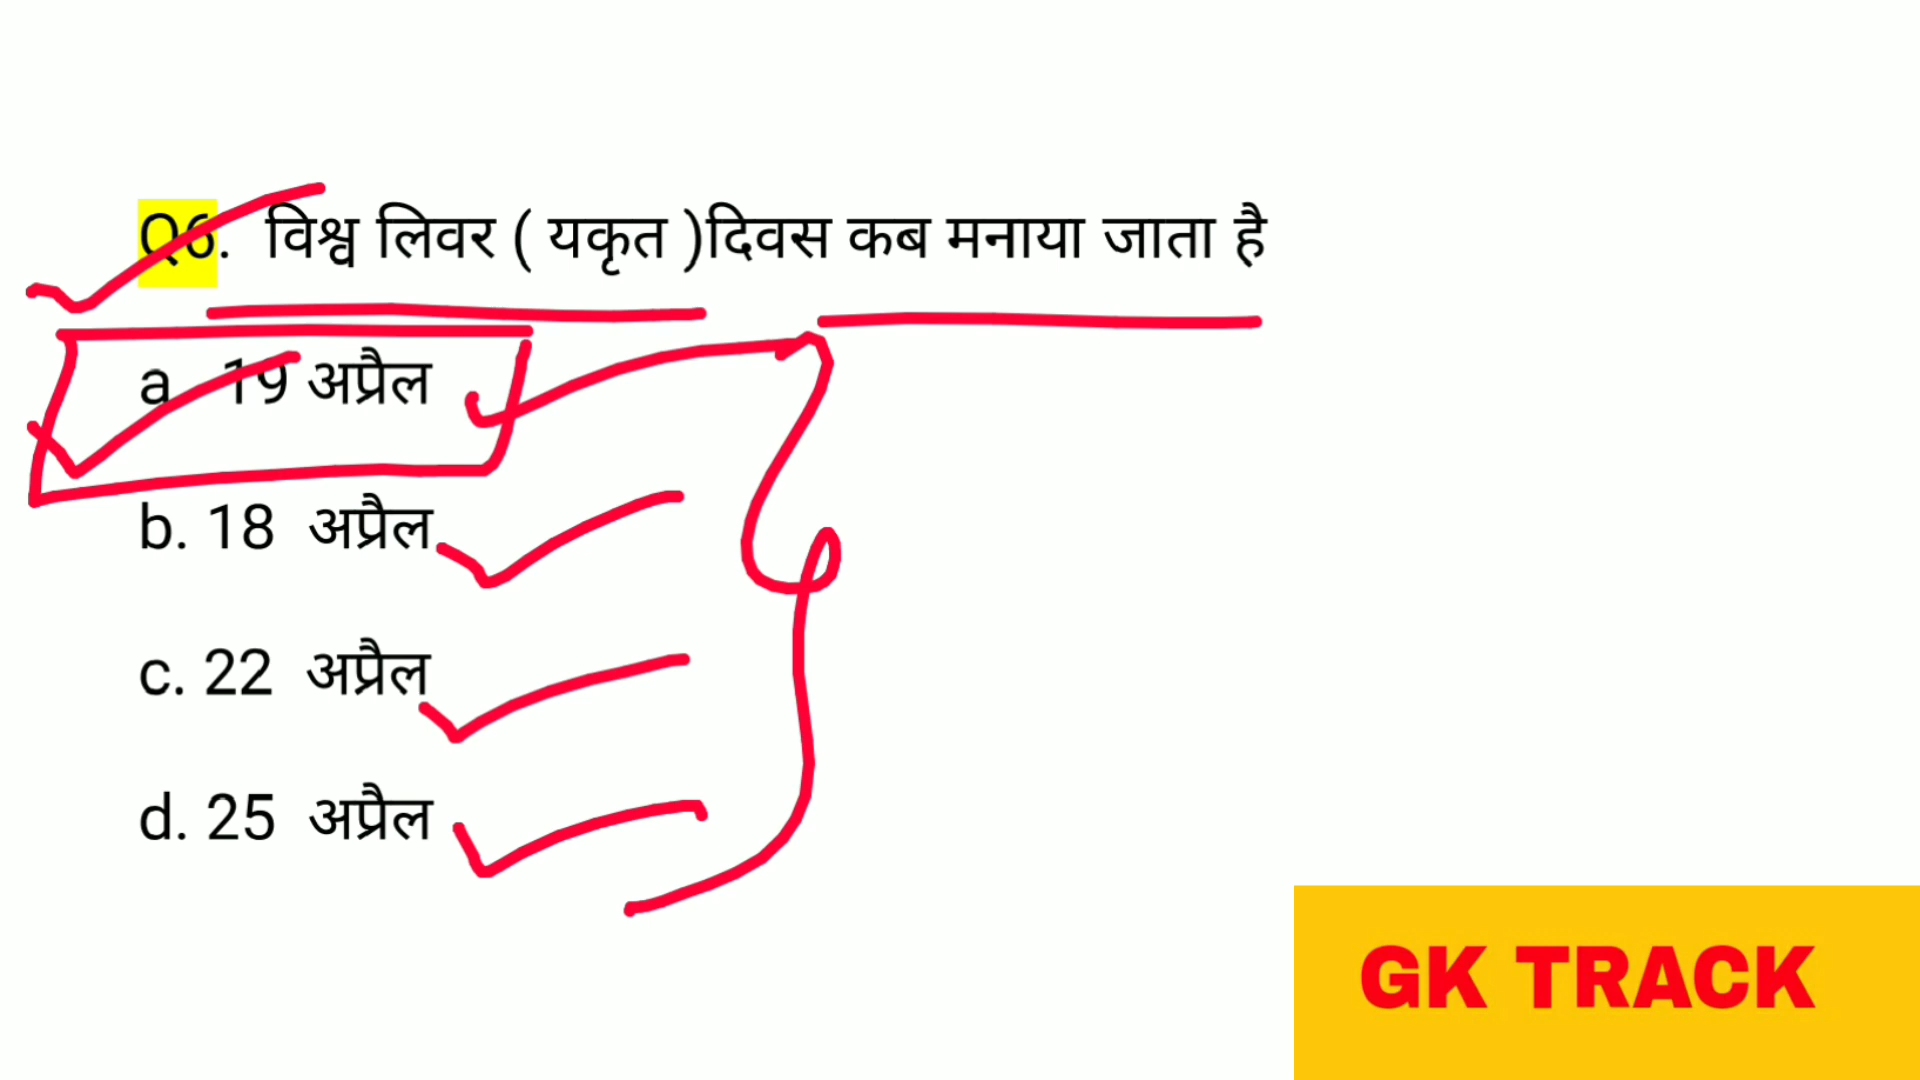 Q6. विश्व लिवर ( यकृत )दिवस कब मनाया जाता है
a. 19 अप्रैल
b. 18 अप्रैल
c. 22 अप्रैल
d. 25 अप्रैल
GK TRACK